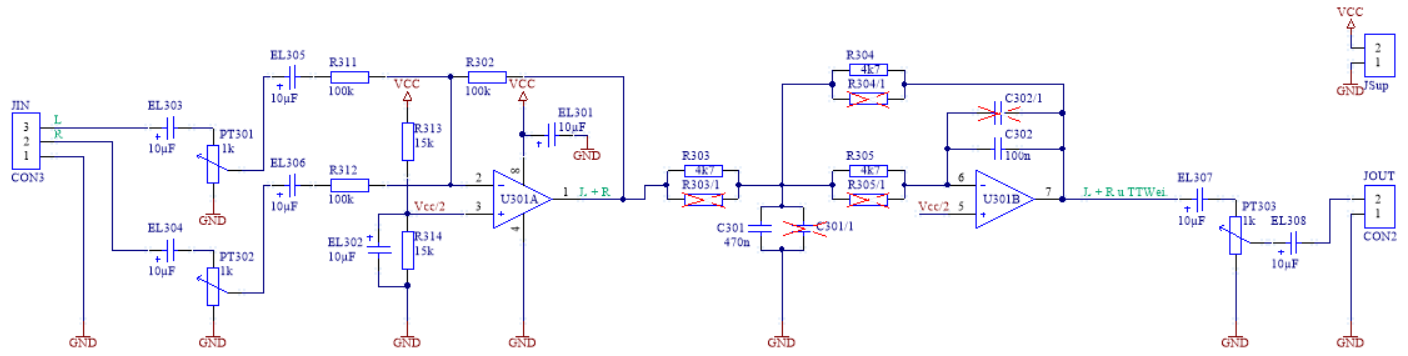 VCC
2
1
JSup
GND
JIN
3
2
1
CON3
L
R
EL303
10µF
PT301
1k
GND
EL304
10µF
PT302
1k
GND
GND
EL305
10µF
R311
100k
EL306
10µF
R312
100k
VCC
R313
15k
Vcc/2
EL302
10µF
R314
15k
GND
R302
100k
VCC
EL301
10µF
GND
8
2
3
U301A
1
4
GND
L + R
R303
4k7
R303/1
R304
4k7
R304/1
R305
4k7
R305/1
C301
470n
C301/1
GND
C302/1
C302
100n
6
5
U301B
7
Vcc/2
L + R u TTWei.
EL307
10µF
PT303
1k
GND
EL308
10µF
JOUT
2
1
CON2
GND